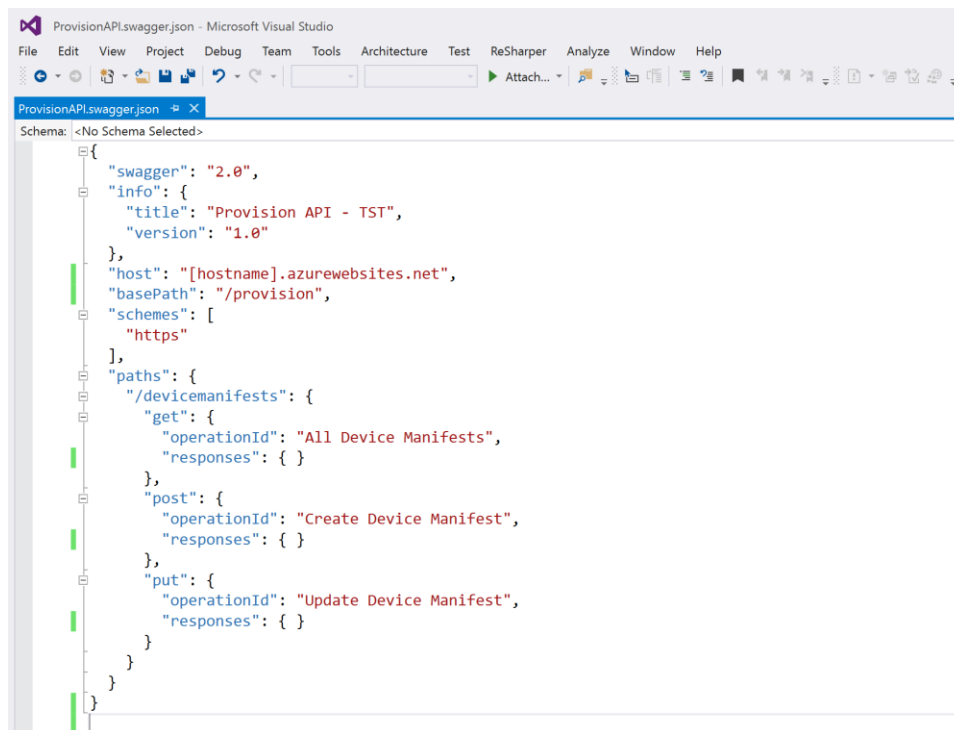 ProvisionAPI.swagger.json - Microsoft Visual Studio
File Edit View Project Debug Team Tools Architecture Test ReSharper Analyze Window Help
Attach...
ProvisionAPI.swagger.json
Schema: <No Schema Selected>
{
"swagger": "2.0",
"info": {
"title": "Provision API - TST",
"version": "1.0"
},
"host": "[hostname].azurewebsites.net",
"basePath": "/provision",
"schemes": [
"https"
],
"paths": {
"/devicemanifests": {
"get": {
"operationId": "All Device Manifests",
"responses": { }
},
"post": {
"operationId": "Create Device Manifest",
"responses": { }
},
"put": {
"operationId": "Update Device Manifest",
"responses": { }
}
}
}
}